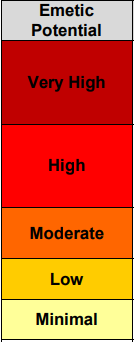 Emetic
Potential
Very High
High
Moderate
Low
Minimal